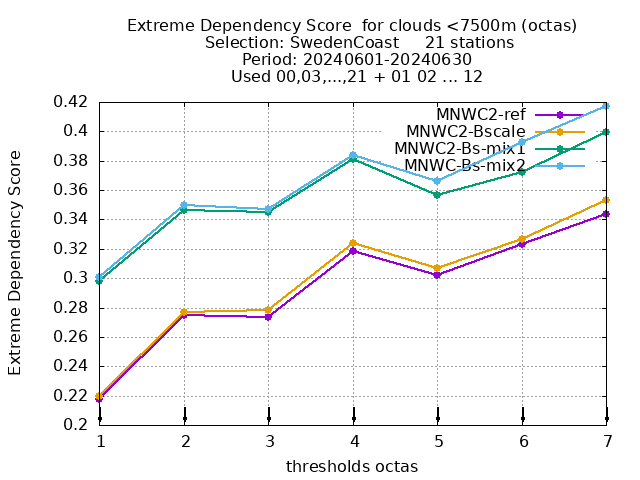 Extreme Dependency Score  for clouds <7500m (octas)
Selection: SwedenCoast     21 stations
Period: 20240601-20240630
Used 00,03,...,21 + 01 02 ... 12
MNWC2-ref
MNWC2-Bscale
MNWC2-Bs-mix1
MNWC-Bs-mix2
Extreme Dependency Score
0.42
0.4
0.38
0.36
0.34
0.32
0.3
0.28
0.26
0.24
0.22
0.2
1 2 3 4 5 6 7
thresholds octas